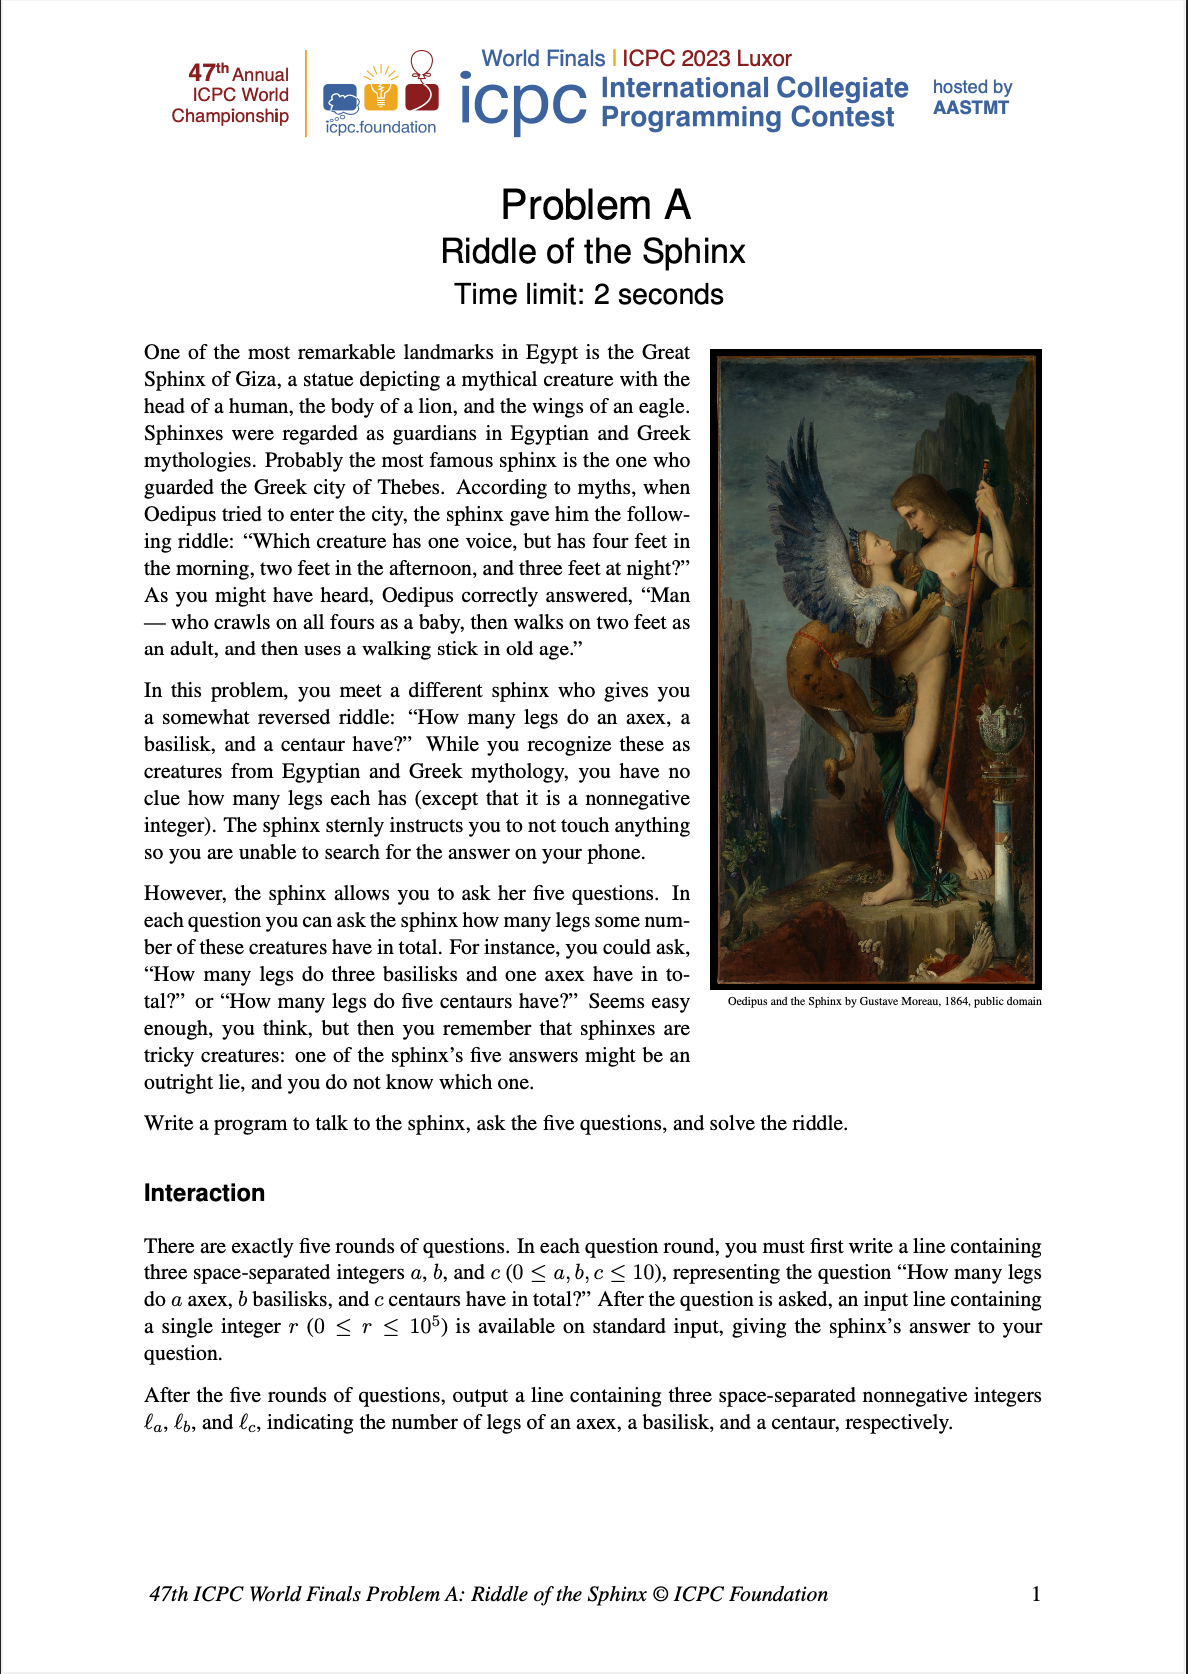 47th Annual
ICPC World
Championship
icpc.foundation
World Finals | ICPC 2023 Luxor
icpc International Collegiate
Programming Contest
hosted by
AASTMT
Problem A
Riddle of the Sphinx
Time limit: 2 seconds
One of the most remarkable landmarks in Egypt is the Great
Sphinx of Giza, a statue depicting a mythical creature with the
head of a human, the body of a lion, and the wings of an eagle.
Sphinxes were regarded as guardians in Egyptian and Greek
mythologies. Probably the most famous sphinx is the one who
guarded the Greek city of Thebes. According to myths, when
Oedipus tried to enter the city, the sphinx gave him the follow-
ing riddle: “Which creature has one voice, but has four feet in
the morning, two feet in the afternoon, and three feet at night?”
As you might have heard, Oedipus correctly answered, “Man
— who crawls on all fours as a baby, then walks on two feet as
an adult, and then uses a walking stick in old age.”
In this problem, you meet a different sphinx who gives you
a somewhat reversed riddle: “How many legs do an axex, a
basilisk, and a centaur have?” While you recognize these as
creatures from Egyptian and Greek mythology, you have no
clue how many legs each has (except that it is a nonnegative
integer). The sphinx sternly instructs you to not touch anything
so you are unable to search for the answer on your phone.
However, the sphinx allows you to ask her five questions. In
each question you can ask the sphinx how many legs some num-
ber of these creatures have in total. For instance, you could ask,
“How many legs do three basilisks and one axex have in to-
tal?” or “How many legs do five centaurs have?” Seems easy
enough, you think, but then you remember that sphinxes are
tricky creatures: one of the sphinx’s five answers might be an
outright lie, and you do not know which one.
Oedipus and the Sphinx by Gustave Moreau, 1864, public domain
Write a program to talk to the sphinx, ask the five questions, and solve the riddle.
Interaction
There are exactly five rounds of questions. In each question round, you must first write a line containing
three space-separated integers a, b, and c (0 ≤ a, b, c ≤ 10), representing the question “How many legs
do a axex, b basilisks, and c centaurs have in total?” After the question is asked, an input line containing
a single integer r (0 ≤ r ≤ 10⁵) is available on standard input, giving the sphinx’s answer to your
question.
After the five rounds of questions, output a line containing three space-separated nonnegative integers
ℓa, ℓb, and ℓc, indicating the number of legs of an axex, a basilisk, and a centaur, respectively.
47th ICPC World Finals Problem A: Riddle of the Sphinx © ICPC Foundation 1